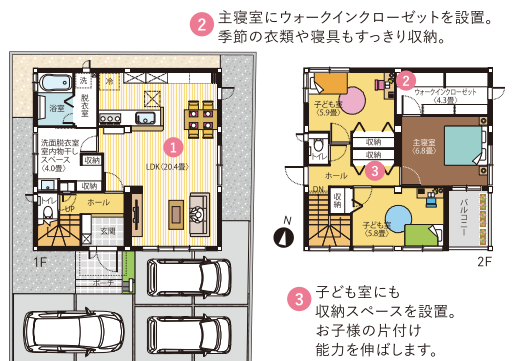 2 主寝室にウォークインクローゼットを設置。
季節の衣類や寝具もすっきり収納。
浴室
洗
脱衣室
冷
1
LDK〈20.4畳〉
洗面脱衣室
室内物干し
スペース
〈4.0畳〉
収納
収納
トイレ
UP
ホール
玄関
ポーチ
1F
子ども室
〈5.9畳〉
2
ウォークインクローゼット
〈4.3畳〉
主寝室
〈6.8畳〉
トイレ
収納
収納
3
ホール
DN
収納
子ども室
〈5.8畳〉
バルコニー
N
2F
3 子ども室にも
収納スペースを設置。
お子様の片付け
能力を伸ばします。